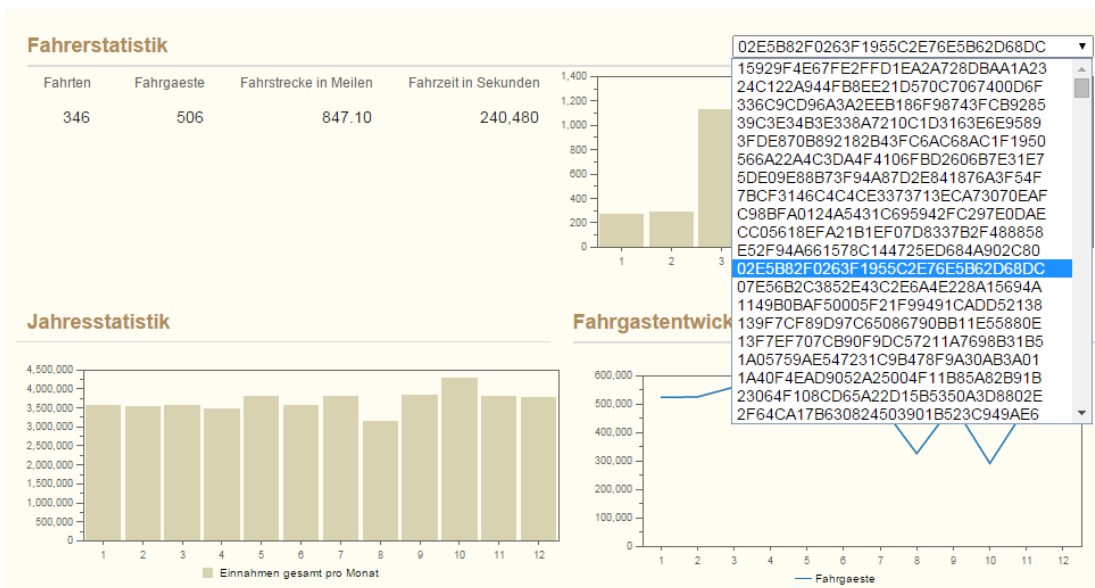 Fahrerstatistik
02E5B82F0263F1955C2E76E5B62D68DC
Fahrten Fahrgaeste Fahrstrecke in Meilen Fahrzeit in Sekunden
346 506 847.10 240,480
1,400
1,200
1,000
800
600
400
200
0
1 2 3
15929F4E67FE2FFD1EA2A728DBAA1A23
24C122A944FB8EE21D570C7067400D6F
336C9CD96A3A2EEB186F98743FCB9285
39C3E34B3E338A7210C1D3163E6E9589
3FDE870B892182B43FC6AC68AC1F1950
566A22A4C3DA4F4106FBD2606B7E31E7
5DE09E88B73F94A87D2E841876A3F54F
7BCF3146C4C4CE3373713ECA73070EAF
C98BFA0124A5431C695942FC297E0DAE
CC05618EFA21B1EF07D8337B2F488858
E52F94A661578C144725ED684A902C80
02E5B82F0263F1955C2E76E5B62D68DC
07E56B2C3852E43C2E6A4E228A15694A
1149B0BAF50005F21F99491CADD52138
139F7CF89D97C65086790BB11E55880E
13F7EF707CB90F9DC57211A7698B31B5
1A05759AE547231C9B478F9A30AB3A01
1A40F4EAD9052A25004F11B85A82B91B
23064F108CD65A22D15B5350A3D8802E
2F64CA17B630824503901B523C949AE6
Jahresstatistik
4,500,000
4,000,000
3,500,000
3,000,000
2,500,000
2,000,000
1,500,000
1,000,000
500,000
0
1 2 3 4 5 6 7 8 9 10 11 12
Einnahmen gesamt pro Monat
Fahrgastentwick
600,000
500,000
400,000
300,000
200,000
100,000
0
1 2 3 4 5 6 7 8 9 10 11 12
Fahrgaeste